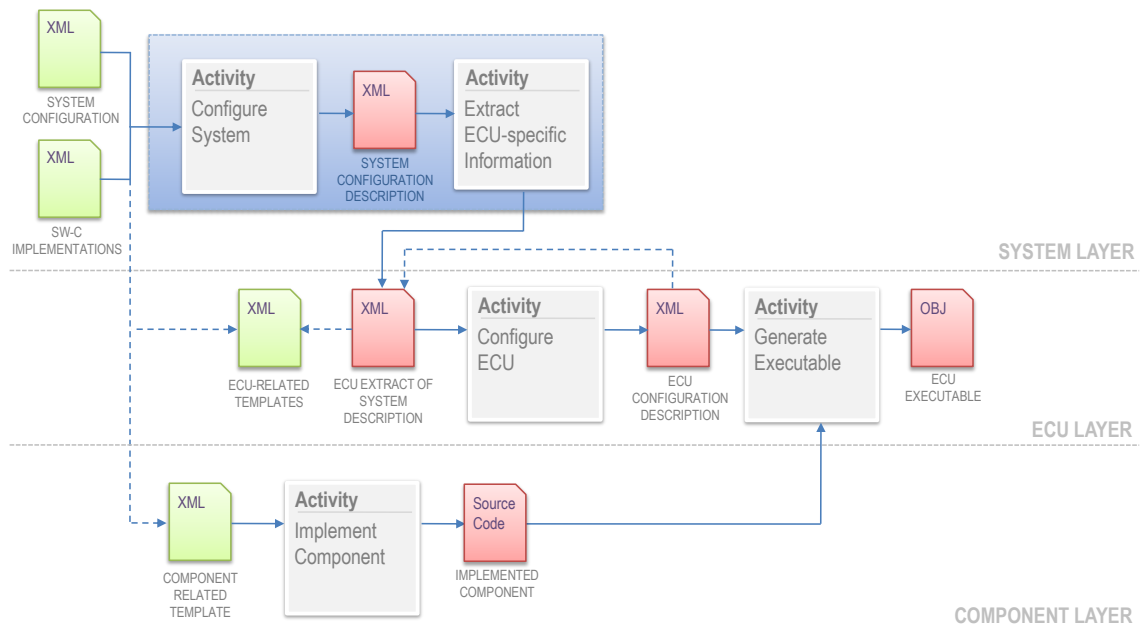 XML
SYSTEM
CONFIGURATION
XML
SW-C
IMPLEMENTATIONS
Activity
Configure
System
XML
SYSTEM
CONFIGURATION
DESCRIPTION
Activity
Extract
ECU-specific
Information
SYSTEM LAYER
XML
ECU-RELATED
TEMPLATES
XML
ECU EXTRACT OF
SYSTEM
DESCRIPTION
Activity
Configure
ECU
XML
ECU
CONFIGURATION
DESCRIPTION
Activity
Generate
Executable
OBJ
ECU
EXECUTABLE
ECU LAYER
XML
COMPONENT
RELATED
TEMPLATE
Activity
Implement
Component
Source
Code
IMPLEMENTED
COMPONENT
COMPONENT LAYER